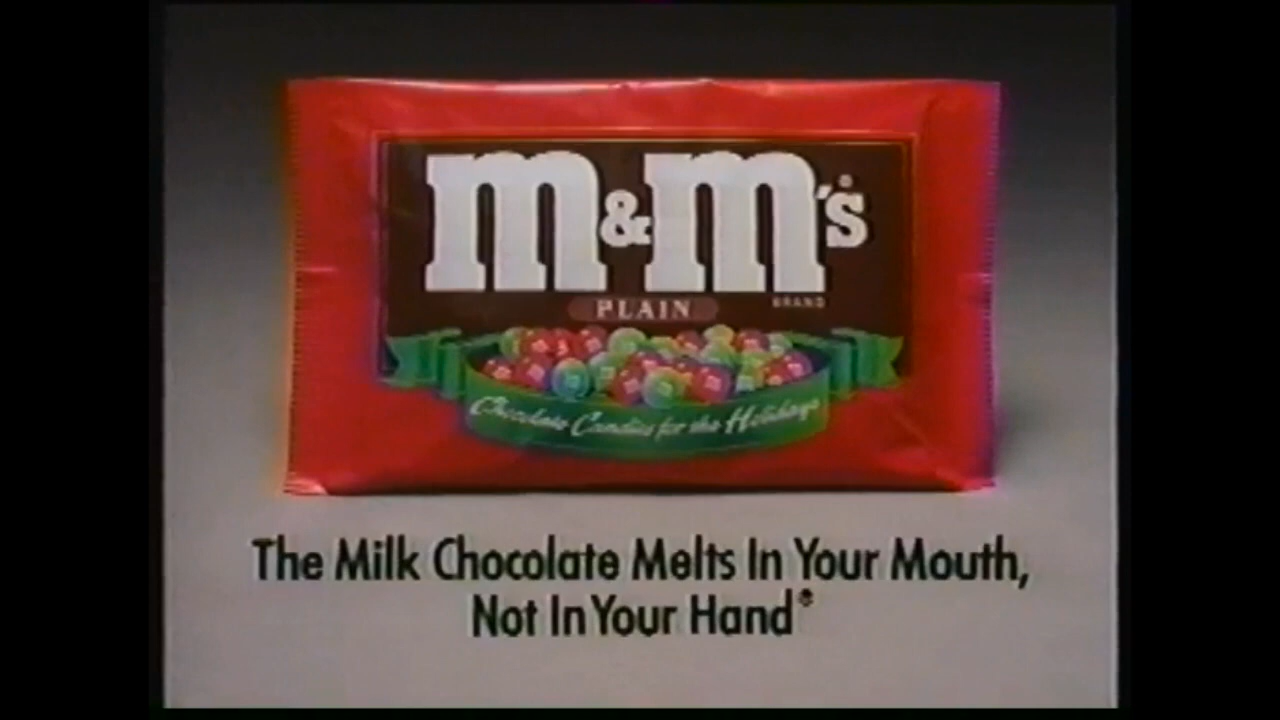 m&m's®
PLAIN
BRAND
Chocolate Candies for the Holidays
The Milk Chocolate Melts In Your Mouth,
Not In Your Hand®